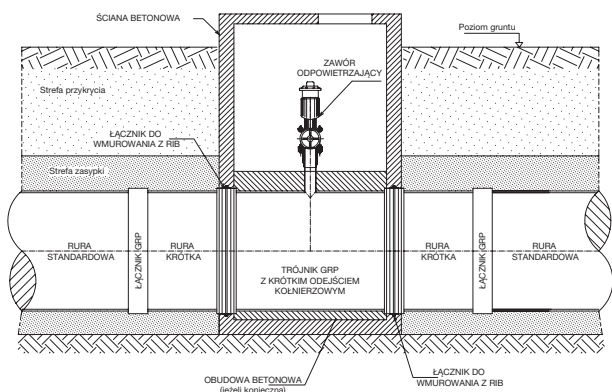 ŚCIANA BETONOWA
Poziom gruntu
ZAWÓR
ODPOWIETRZAJĄCY
Strefa przykrycia
ŁĄCZNIK DO
WMUROWANIA Z RIB
Strefa zasypki
RURA
STANDARDOWA
ŁĄCZNIK GRP
RURA
KRÓTKA
TRÓJNIK GRP
Z KRÓTKIM ODEJŚCIEM
KOŁNIERZOWYM
RURA
KRÓTKA
ŁĄCZNIK GRP
RURA
STANDARDOWA
OBUDOWA BETONOWA
(jeżeli konieczna)
ŁĄCZNIK DO
WMUROWANIA Z RIB